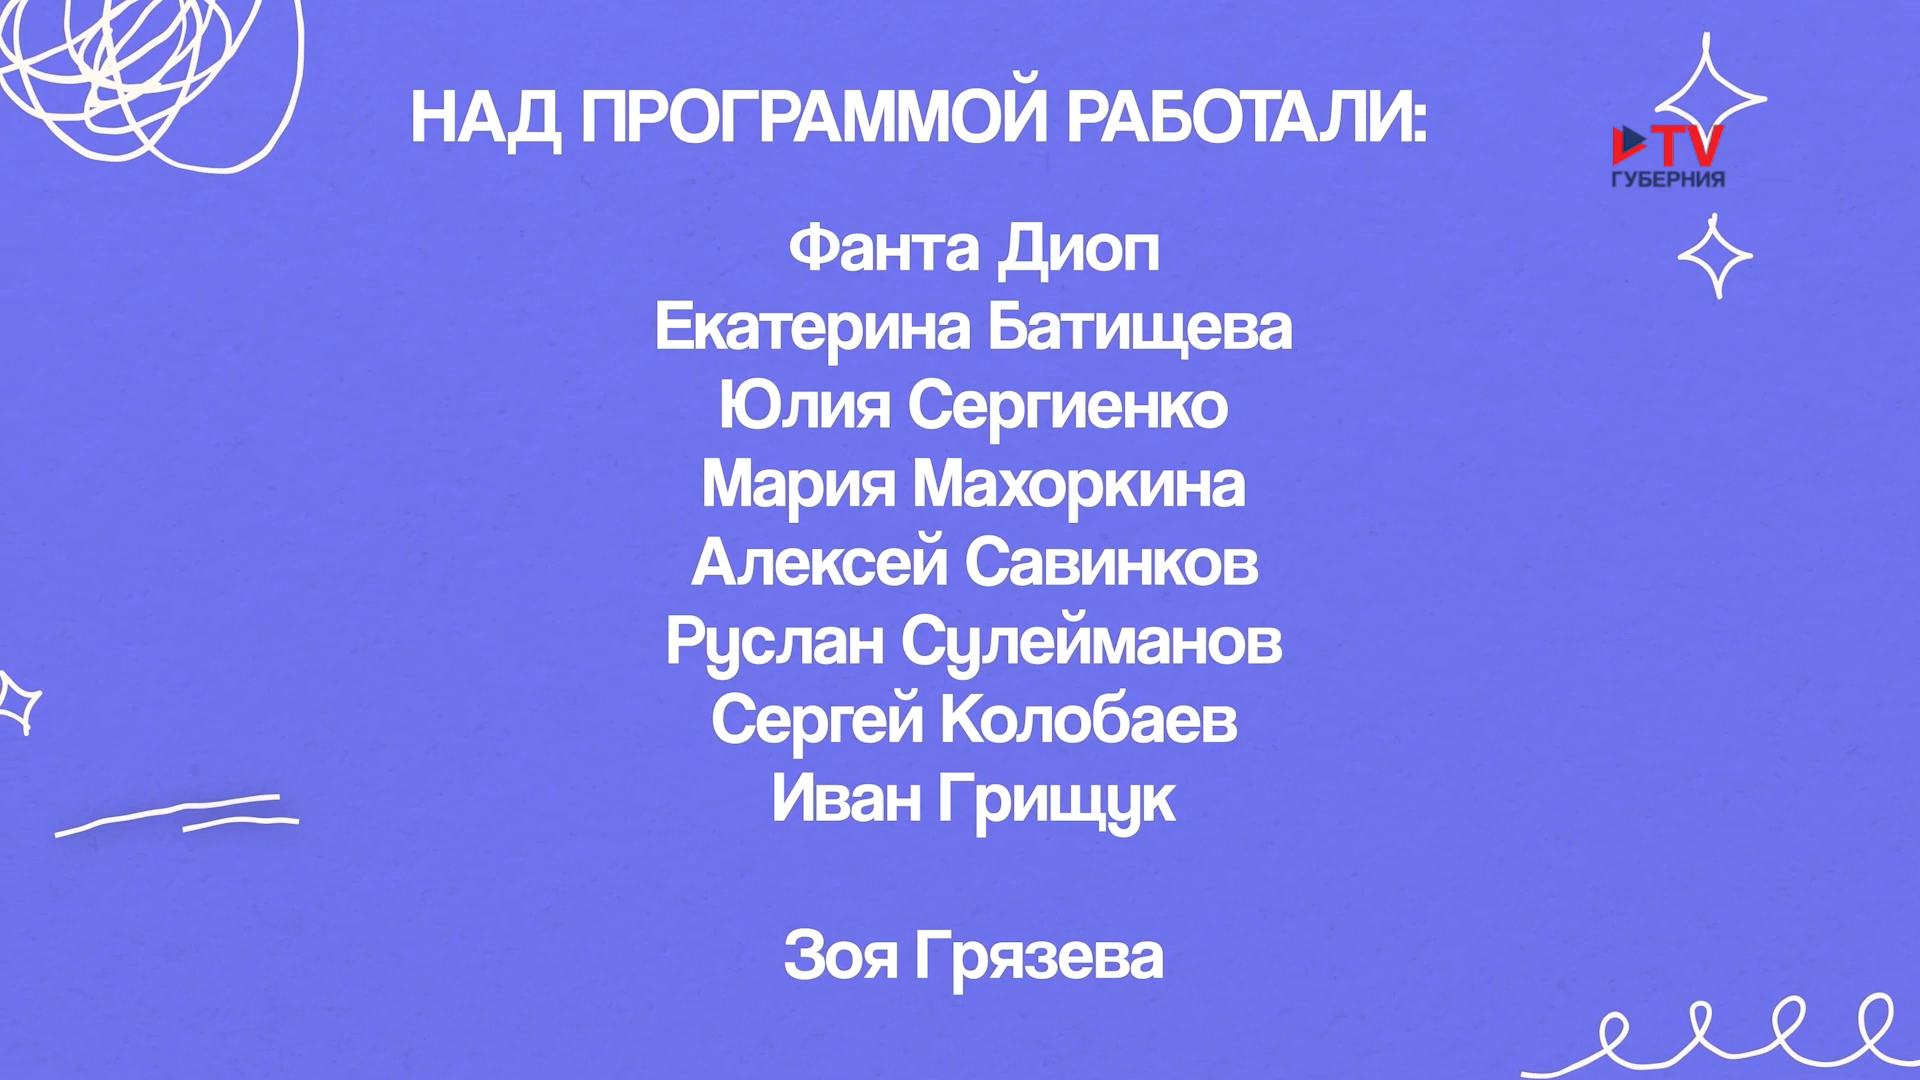 НАД ПРОГРАММОЙ РАБОТАЛИ:
TV
ГУБЕРНИЯ
Фанта Диоп
Екатерина Батищева
Юлия Сергиенко
Мария Махоркина
Алексей Савинков
Руслан Сулейманов
Сергей Колобаев
Иван Грищук
Зоя Грязева